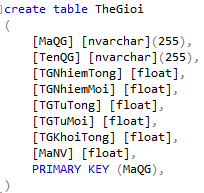 create table TheGioi
(
[MaQG] [nvarchar](255),
[TenQG] [nvarchar](255),
[TGNhiemTong] [float],
[TGNhiemMoi] [float],
[TGTuTong] [float],
[TGTuMoi] [float],
[TGKhoiTong] [float],
[MaNV] [float],
PRIMARY KEY (MaQG),
)